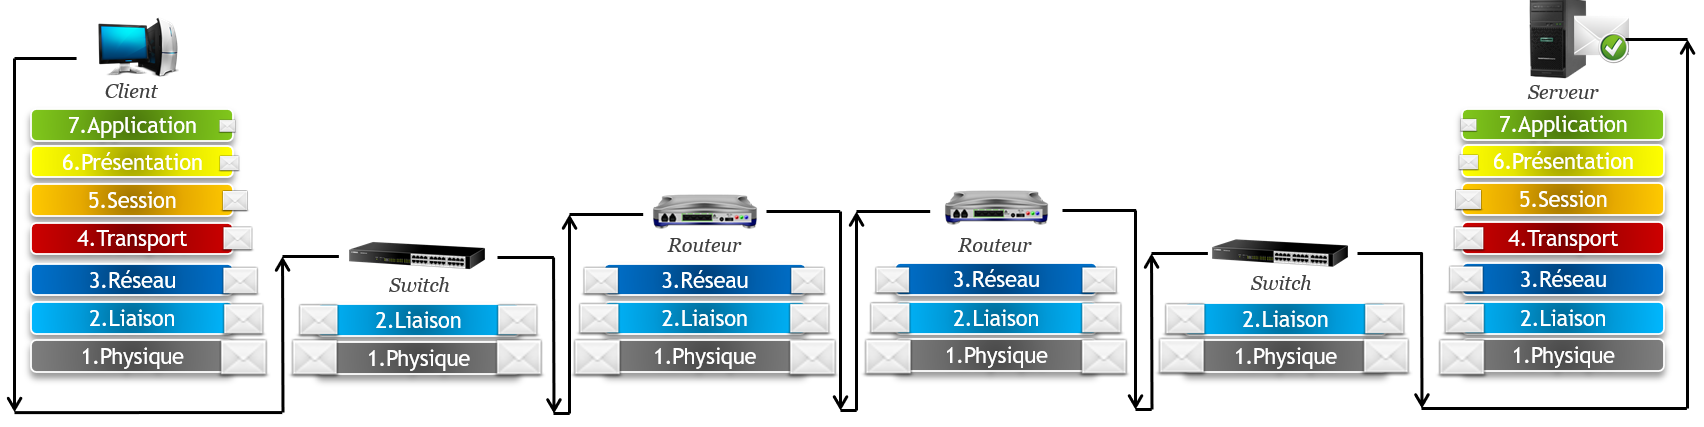 Client
7.Application
6.Présentation
5.Session
4.Transport
3.Réseau
2.Liaison
1.Physique
Switch
2.Liaison
1.Physique
Routeur
3.Réseau
2.Liaison
1.Physique
Routeur
3.Réseau
2.Liaison
1.Physique
Switch
2.Liaison
1.Physique
Serveur
7.Application
6.Présentation
5.Session
4.Transport
3.Réseau
2.Liaison
1.Physique